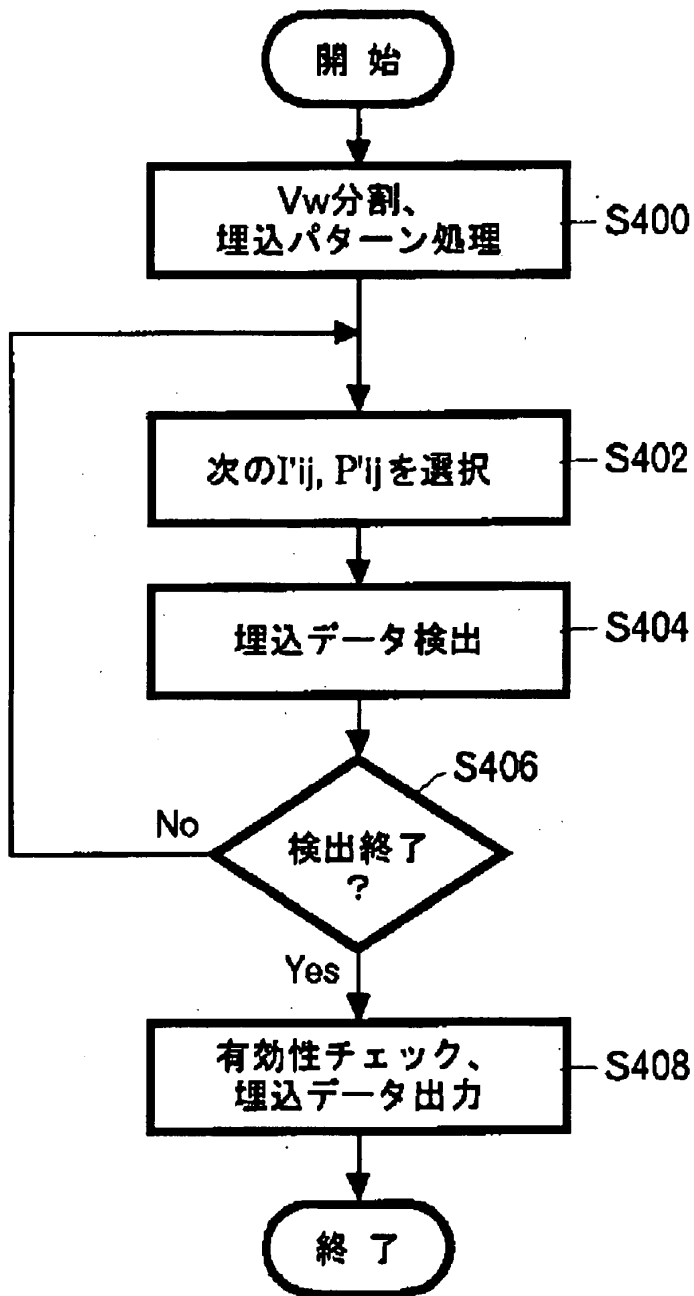 開始
Vw分割、
埋込パターン処理
S400
次のI'ij, P'ijを選択
S402
埋込データ検出
S404
S406
No
検出終了
?
Yes
有効性チェック、
埋込データ出力
S408
終了